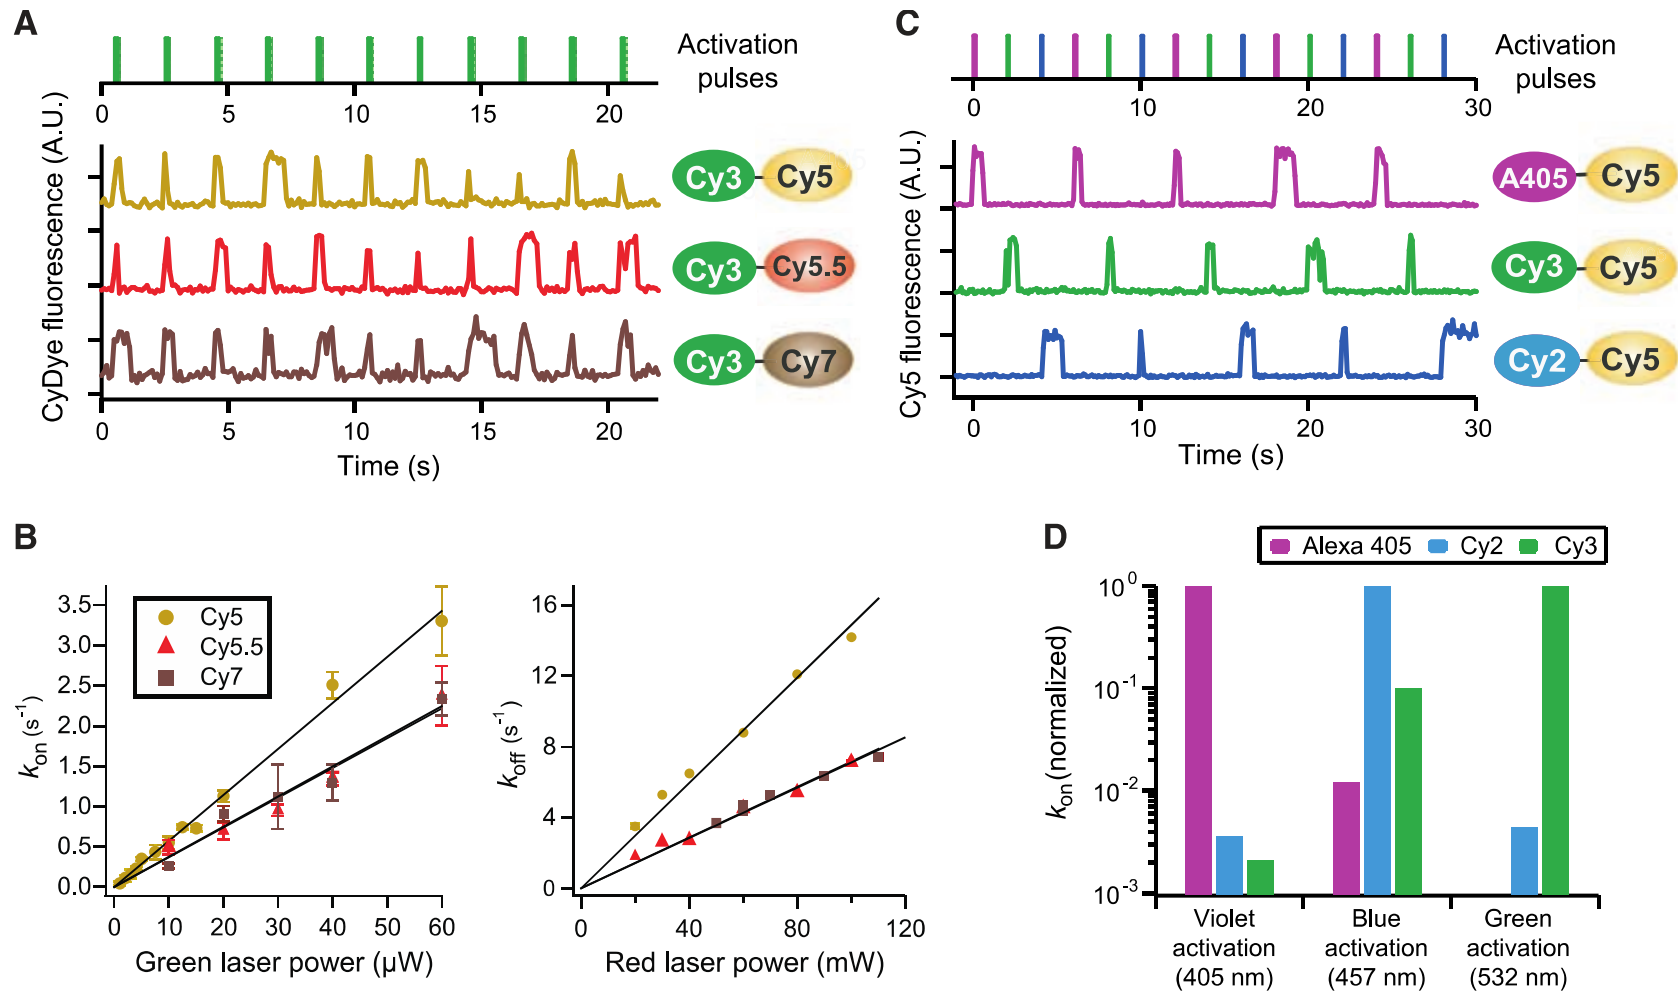 A
Activation
pulses
0
5
10
15
20
CyDye fluorescence (A.U.)
Cy3
Cy5
Cy3
Cy5.5
Cy3
Cy7
0
5
10
15
20
Time (s)
C
Activation
pulses
0
10
20
30
Cy5 fluorescence (A.U.)
A405
Cy5
Cy3
Cy5
Cy2
Cy5
0
10
20
30
Time (s)
B
Cy5
Cy5.5
Cy7
3.5
3.0
2.5
2.0
1.5
1.0
0.5
0.0
kon (s⁻¹)
0
10
20
30
40
50
60
Green laser power (µW)
16
12
8
4
0
koff (s⁻¹)
0
40
80
120
Red laser power (mW)
D
Alexa 405
Cy2
Cy3
10⁰
10⁻¹
10⁻²
10⁻³
kon (normalized)
Violet
activation
(405 nm)
Blue
activation
(457 nm)
Green
activation
(532 nm)